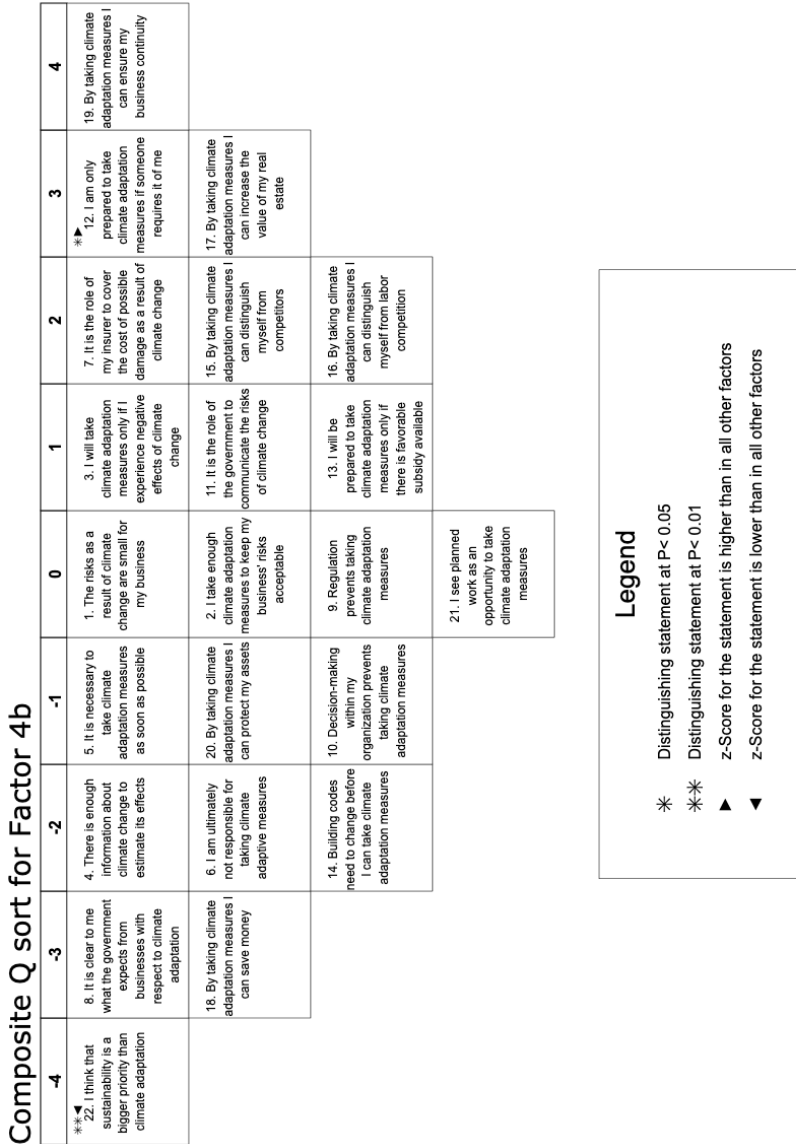 Composite Q sort for Factor 4b
-4
-3
-2
-1
0
1
2
3
4
**◄
22. I think that
sustainability is a
bigger priority than
climate adaptation
8. It is clear to me
what the government
expects from
businesses with
respect to climate
adaptation
4. There is enough
information about
climate change to
estimate its effects
5. It is necessary to
take climate
adaptation measures
as soon as possible
1. The risks as a
result of climate
change are small for
my business
3. I will take
climate adaptation
measures only if I
experience negative
effects of climate
change
7. It is the role of
my insurer to cover
the cost of possible
damage as a result of
climate change
*►
12. I am only
prepared to take
climate adaptation
measures if someone
requires it of me
19. By taking climate
adaptation measures I
can ensure my
business continuity
18. By taking climate
adaptation measures I
can save money
6. I am ultimately
not responsible for
taking climate
adaptive measures
20. By taking climate
adaptation measures I
can protect my assets
2. I take enough
climate adaptation
measures to keep my
business' risks
acceptable
11. It is the role of
the government to
communicate the risks
of climate change
15. By taking climate
adaptation measures I
can distinguish
myself from
competitors
17. By taking climate
adaptation measures I
can increase the
value of my real
estate
14. Building codes
need to change before
I can take climate
adaptation measures
10. Decision-making
within my
organization prevents
taking climate
adaptation measures
9. Regulation
prevents taking
climate adaptation
measures
13. I will be
prepared to take
climate adaptation
measures only if
there is favorable
subsidy available
16. By taking climate
adaptation measures I
can distinguish
myself from labor
competition
21. I see planned
work as an
opportunity to take
climate adaptation
measures
Legend
* Distinguishing statement at P< 0.05
** Distinguishing statement at P< 0.01
► z-Score for the statement is higher than in all other factors
◄ z-Score for the statement is lower than in all other factors